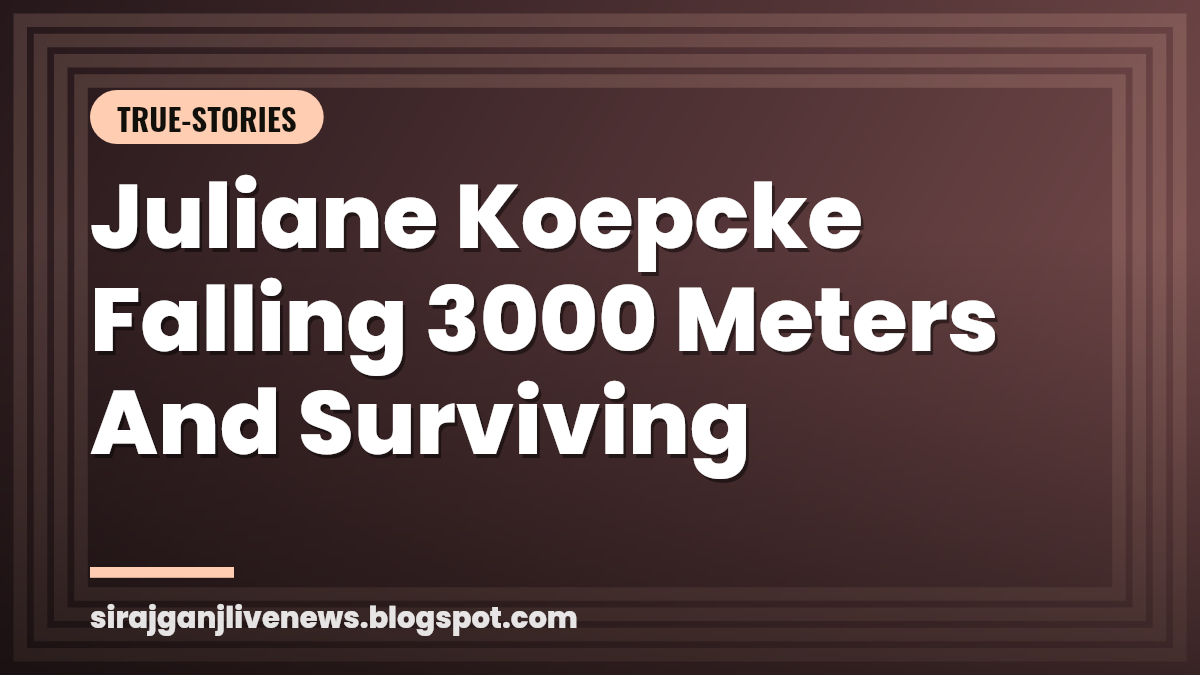 TRUE-STORIES
Juliane Koepcke
Falling 3000 Meters
And Surviving
sirajganjlivenews.blogspot.com